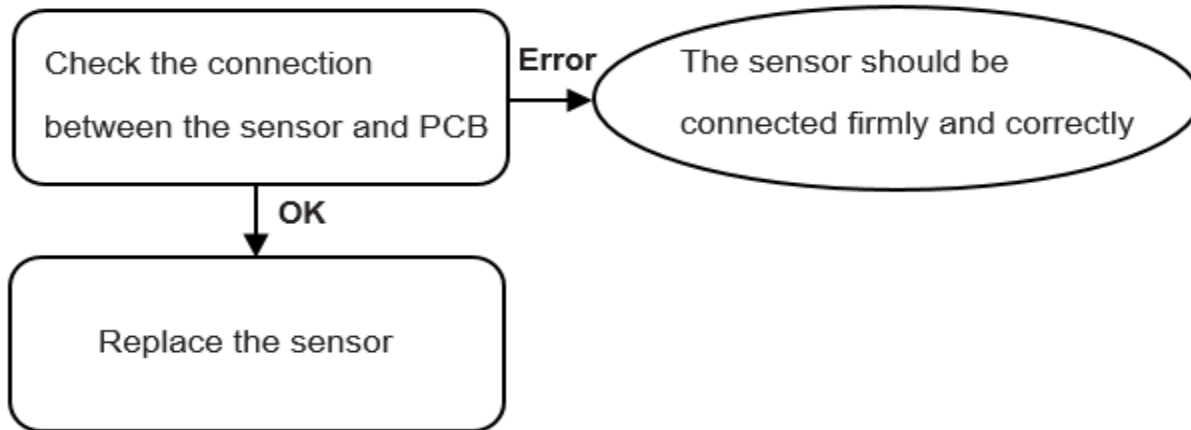 Check the connection
between the sensor and PCB
Error
The sensor should be
connected firmly and correctly
OK
Replace the sensor